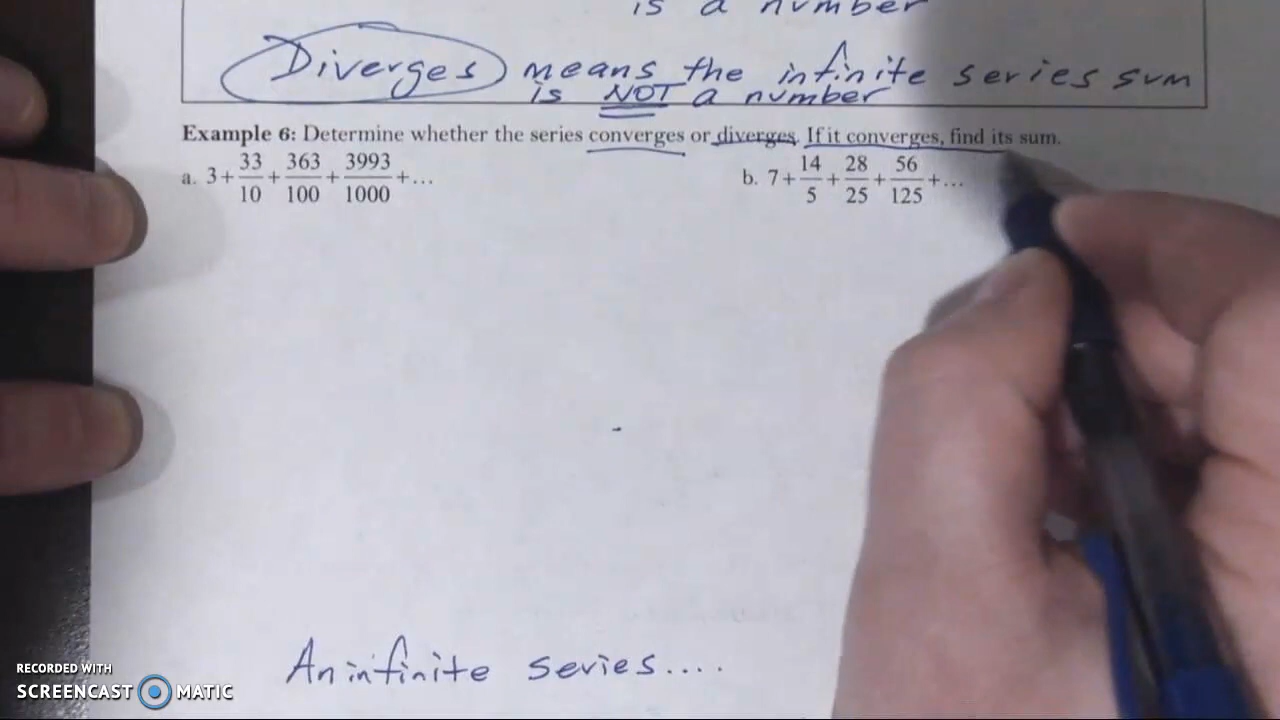 is a number
Diverges means the infinite series sum
is NOT a number
Example 6: Determine whether the series converges or diverges. If it converges, find its sum.
a. 3 + 33/10 + 363/100 + 3993/1000 + …
b. 7 + 14/5 + 28/25 + 56/125 + …
An infinite series....
RECORDED WITH
SCREENCAST MATIC